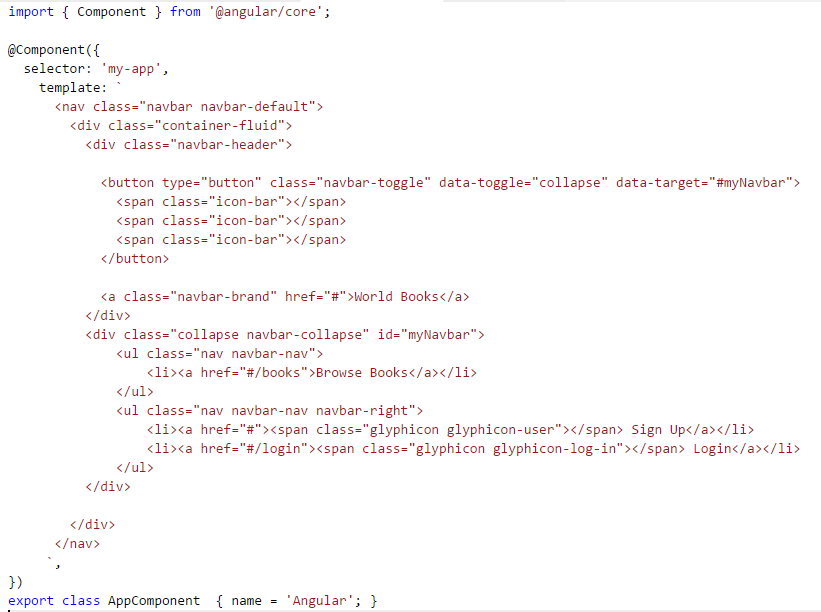 import { Component } from '@angular/core';
@Component({
  selector: 'my-app',
    template: `
      <nav class="navbar navbar-default">
        <div class="container-fluid">
          <div class="navbar-header">
            <button type="button" class="navbar-toggle" data-toggle="collapse" data-target="#myNavbar">
              <span class="icon-bar"></span>
              <span class="icon-bar"></span>
              <span class="icon-bar"></span>
            </button>
            <a class="navbar-brand" href="#">World Books</a>
          </div>
          <div class="collapse navbar-collapse" id="myNavbar">
              <ul class="nav navbar-nav">
                  <li><a href="#/books">Browse Books</a></li>
              </ul>
              <ul class="nav navbar-nav navbar-right">
                  <li><a href="#"><span class="glyphicon glyphicon-user"></span> Sign Up</a></li>
                  <li><a href="#/login"><span class="glyphicon glyphicon-log-in"></span> Login</a></li>
              </ul>
          </div>
        </div>
      </nav>
     `,
})
export class AppComponent  { name = 'Angular'; }